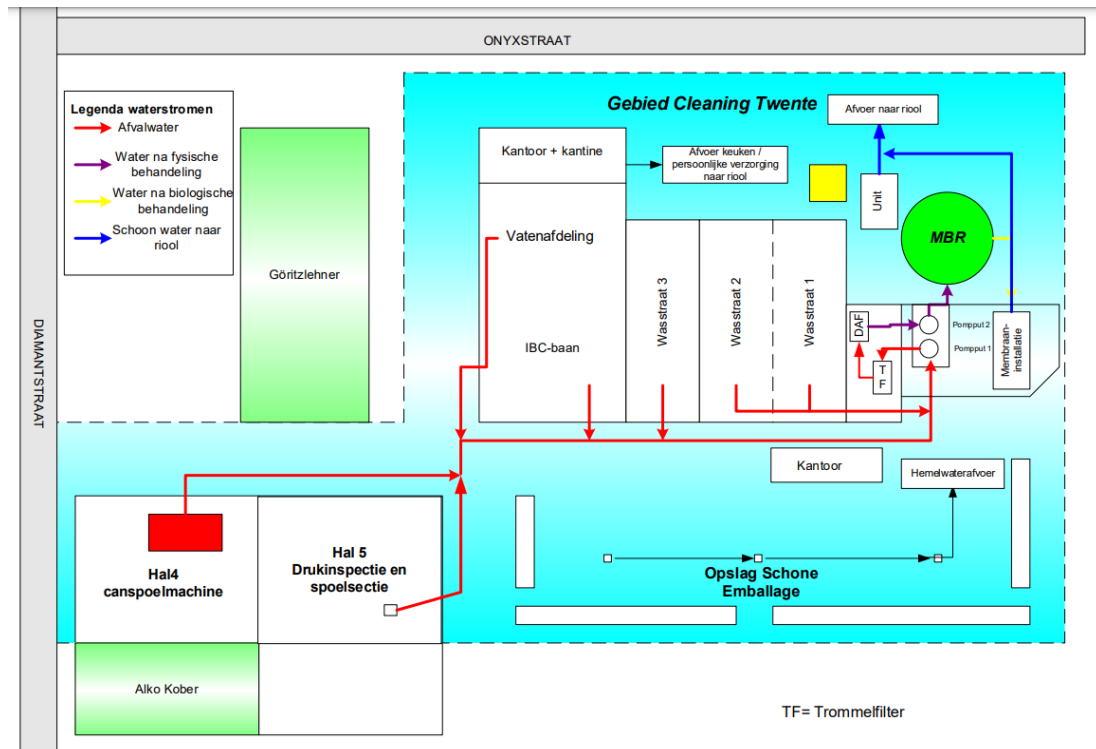 ONYXSTRAAT
DIAMANTSTRAAT
Legenda waterstromen
Afvalwater
Water na fysische
behandeling
Water na biologische
behandeling
Schoon water naar
riool
Göritzlehner
Gebied Cleaning Twente
Afvoer naar riool
Kantoor + kantine
Afvoer keuken /
persoonlijke verzorging
naar riool
Unit
MBR
Vatenafdeling
IBC-baan
Wasstraat 3
Wasstraat 2
Wasstraat 1
DAF
T
F
Pompput 2
Pompput 1
Membraan-
installatie
Kantoor
Hemelwaterafvoer
Hal4
canspoelmachine
Hal 5
Drukinspectie en
spoelsectie
Opslag Schone
Emballage
Alko Kober
TF= Trommelfilter